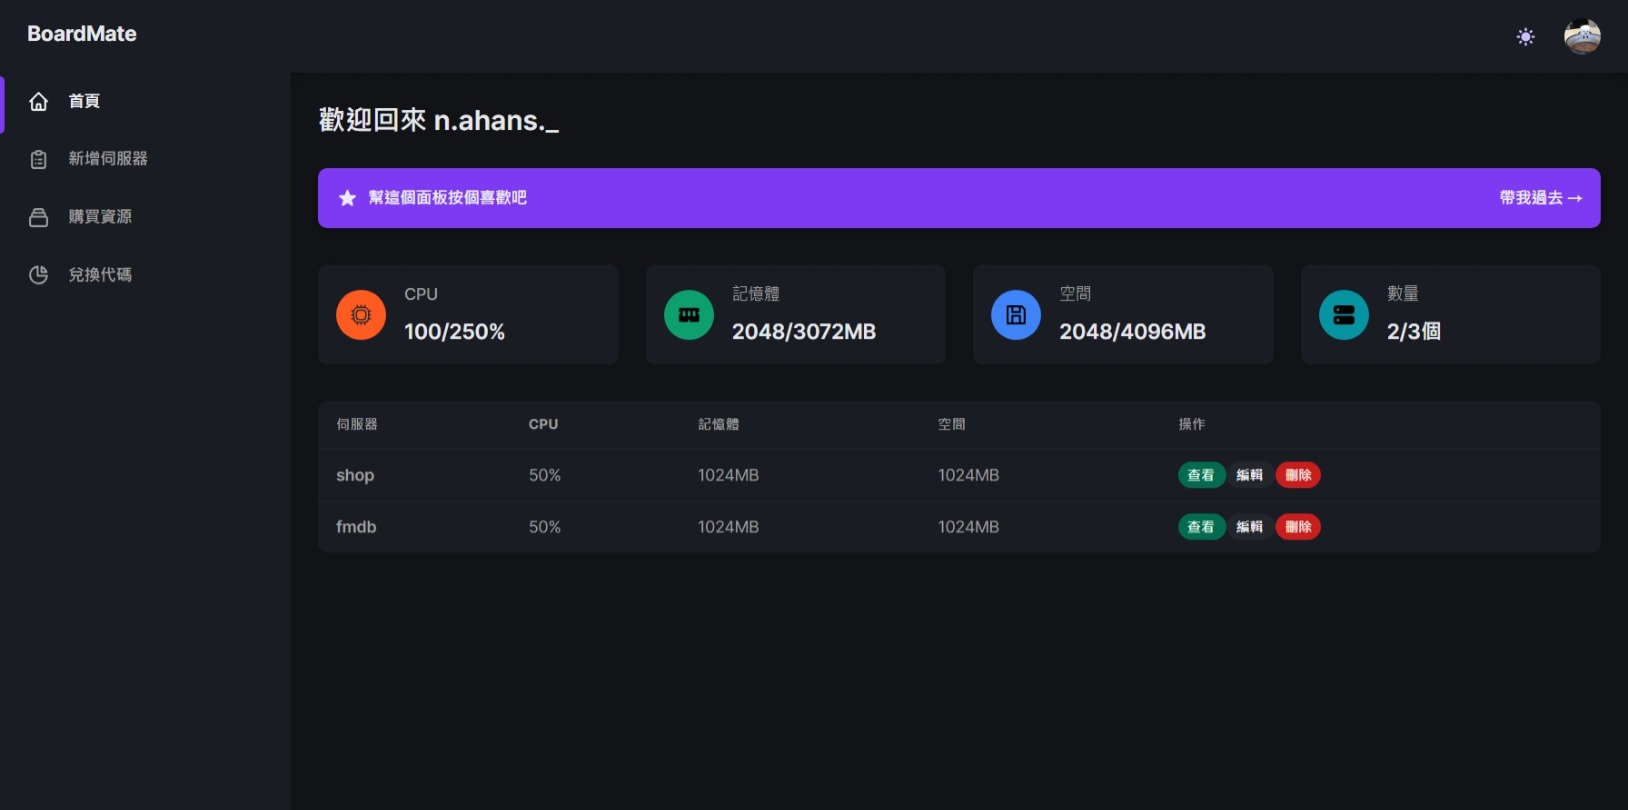 BoardMate
首頁
新增伺服器
購買資源
兌換代碼
歡迎回來 n.ahans._
幫這個面板按個喜歡吧
帶我過去 →
CPU
100/250%
記憶體
2048/3072MB
空間
2048/4096MB
數量
2/3個
伺服器 CPU 記憶體 空間 操作
shop 50% 1024MB 1024MB 查看 編輯 刪除
fmdb 50% 1024MB 1024MB 查看 編輯 刪除